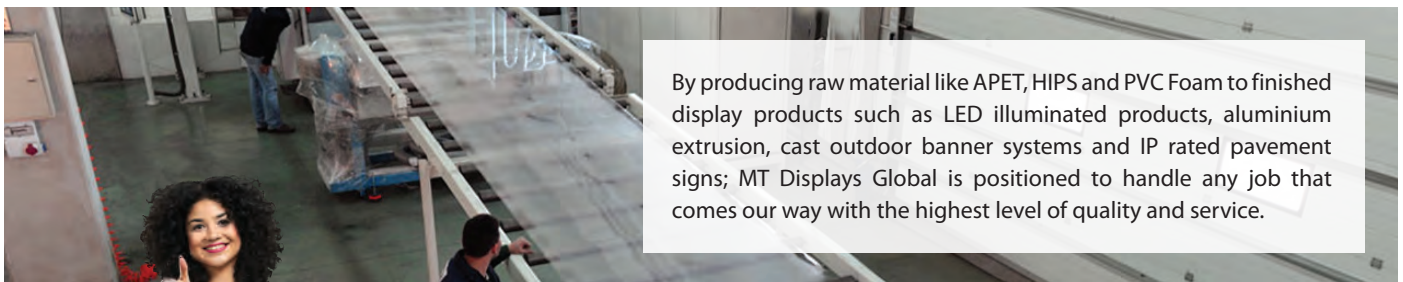 By producing raw material like APET, HIPS and PVC Foam to finished
display products such as LED illuminated products, aluminium
extrusion, cast outdoor banner systems and IP rated pavement
signs; MT Displays Global is positioned to handle any job that
comes our way with the highest level of quality and service.